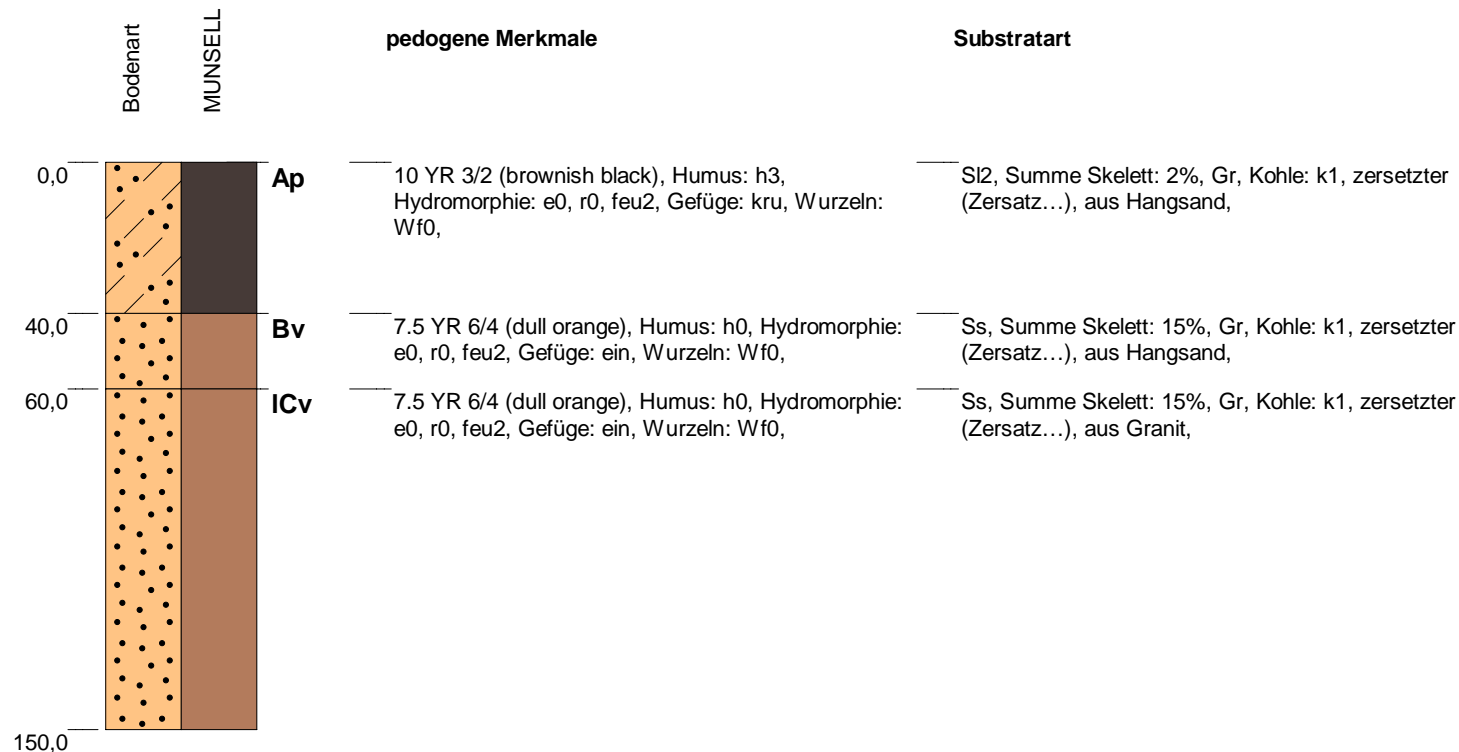 Bodenart
MUNSELL
pedogene Merkmale
Substratart
0,0
Ap
10 YR 3/2 (brownish black), Humus: h3,
Hydromorphie: e0, r0, feu2, Gefüge: kru, Wurzeln:
Wf0,
Sl2, Summe Skelett: 2%, Gr, Kohle: k1, zersetzter
(Zersatz…), aus Hangsand,
40,0
Bv
7.5 YR 6/4 (dull orange), Humus: h0, Hydromorphie:
e0, r0, feu2, Gefüge: ein, Wurzeln: Wf0,
Ss, Summe Skelett: 15%, Gr, Kohle: k1, zersetzter
(Zersatz…), aus Hangsand,
60,0
ICv
7.5 YR 6/4 (dull orange), Humus: h0, Hydromorphie:
e0, r0, feu2, Gefüge: ein, Wurzeln: Wf0,
Ss, Summe Skelett: 15%, Gr, Kohle: k1, zersetzter
(Zersatz…), aus Granit,
150,0